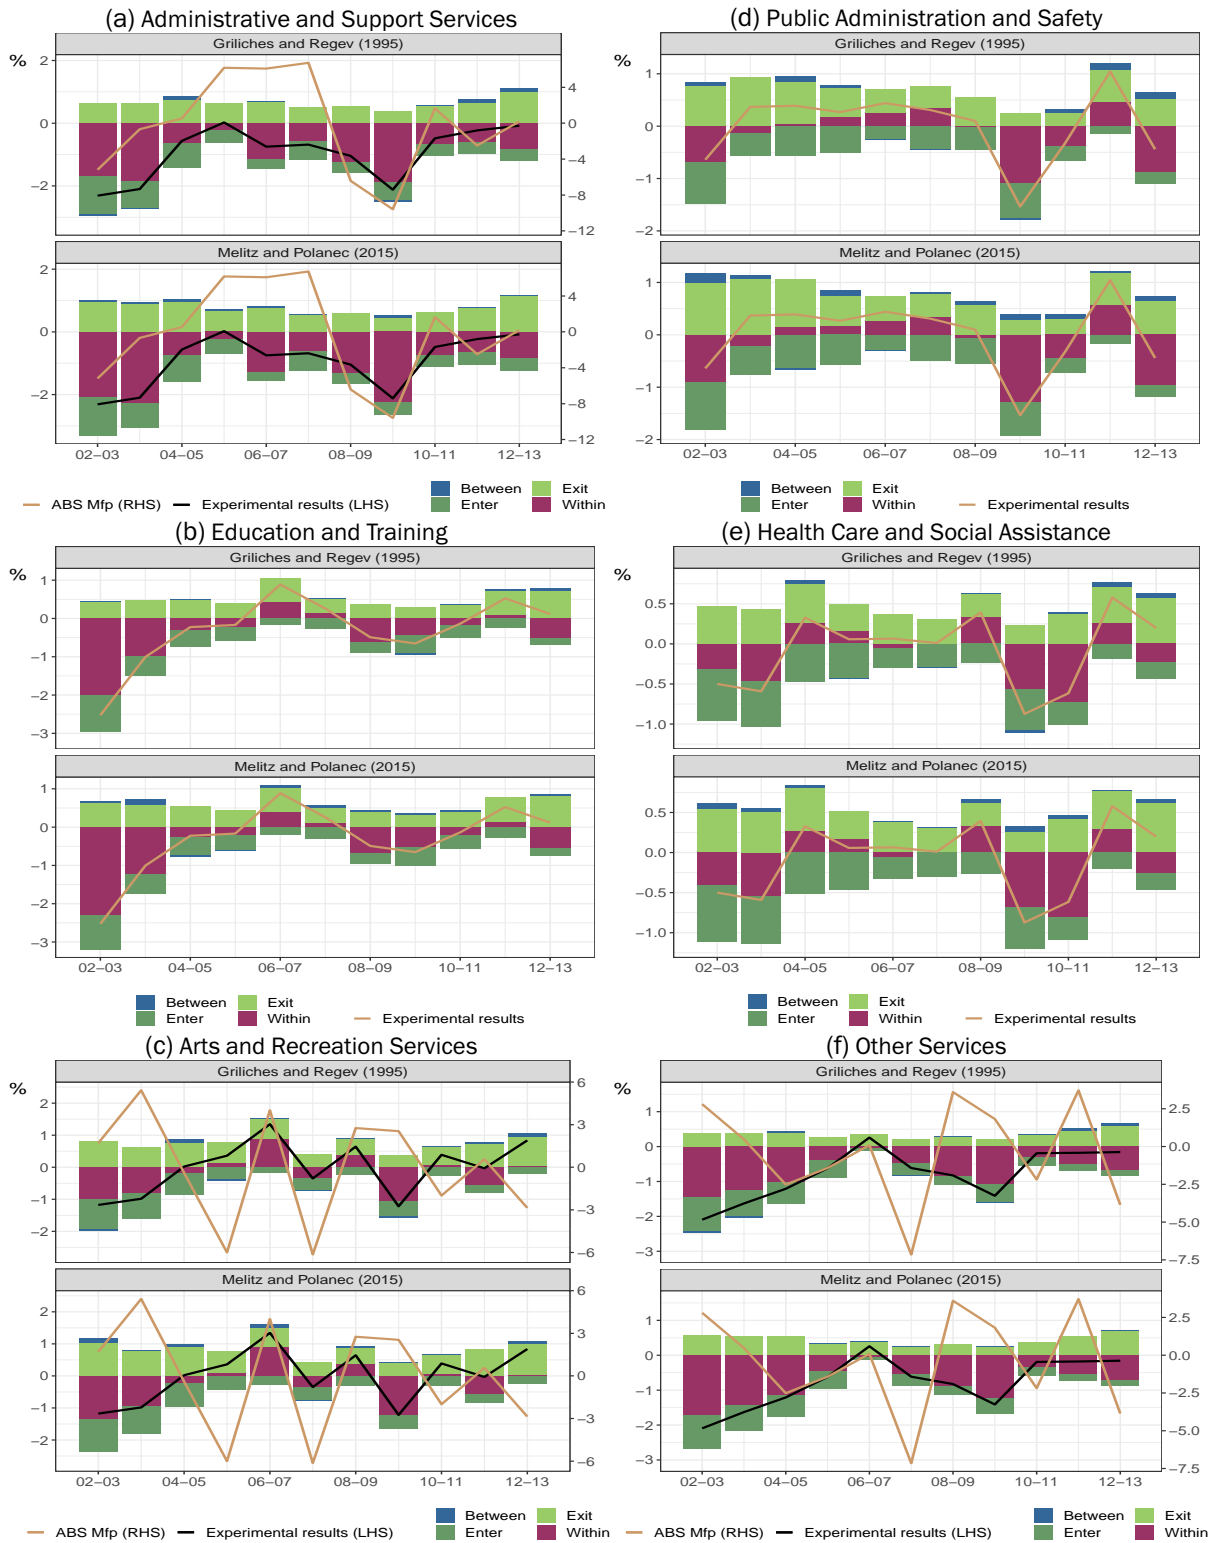 (a) Administrative and Support Services
Griliches and Regev (1995)
%
2
0
−2
4
0
−4
−8
−12
Melitz and Polanec (2015)
2
0
−2
4
0
−4
−8
−12
02−03 04−05 06−07 08−09 10−11 12−13
ABS Mfp (RHS) Experimental results (LHS) Between Exit
Enter Within
(d) Public Administration and Safety
Griliches and Regev (1995)
%
1
0
−1
−2
Melitz and Polanec (2015)
1
0
−1
−2
02−03 04−05 06−07 08−09 10−11 12−13
Between Exit
Enter Within Experimental results
(b) Education and Training
Griliches and Regev (1995)
%
1
0
−1
−2
−3
Melitz and Polanec (2015)
1
0
−1
−2
−3
02−03 04−05 06−07 08−09 10−11 12−13
Between Exit
Enter Within Experimental results
(e) Health Care and Social Assistance
Griliches and Regev (1995)
%
0.5
0.0
−0.5
−1.0
Melitz and Polanec (2015)
0.5
0.0
−0.5
−1.0
02−03 04−05 06−07 08−09 10−11 12−13
Between Exit
Enter Within Experimental results
(c) Arts and Recreation Services
Griliches and Regev (1995)
%
2
1
0
−1
−2
6
3
0
−3
−6
Melitz and Polanec (2015)
2
1
0
−1
−2
6
3
0
−3
−6
02−03 04−05 06−07 08−09 10−11 12−13
ABS Mfp (RHS) Experimental results (LHS) Between Exit
Enter Within
(f) Other Services
Griliches and Regev (1995)
%
1
0
−1
−2
−3
2.5
0.0
−2.5
−5.0
−7.5
Melitz and Polanec (2015)
1
0
−1
−2
−3
2.5
0.0
−2.5
−5.0
−7.5
02−03 04−05 06−07 08−09 10−11 12−13
ABS Mfp (RHS) Experimental results (LHS) Between Exit
Enter Within